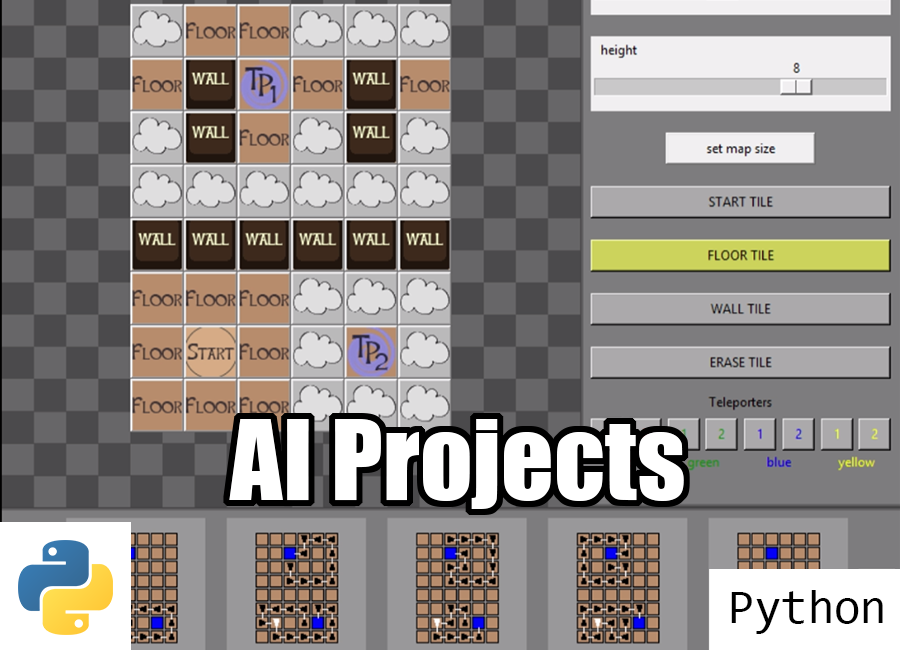 FLOOR FLOOR
height
8
FLOOR WALL TP1 FLOOR WALL FLOOR
WALL FLOOR WALL
set map size
START TILE
WALL WALL WALL WALL WALL WALL
FLOOR TILE
FLOOR FLOOR FLOOR
WALL TILE
FLOOR START FLOOR TP2
ERASE TILE
Teleporters
FLOOR FLOOR FLOOR
2 1 2 1 2
green blue yellow
AI Projects
Python